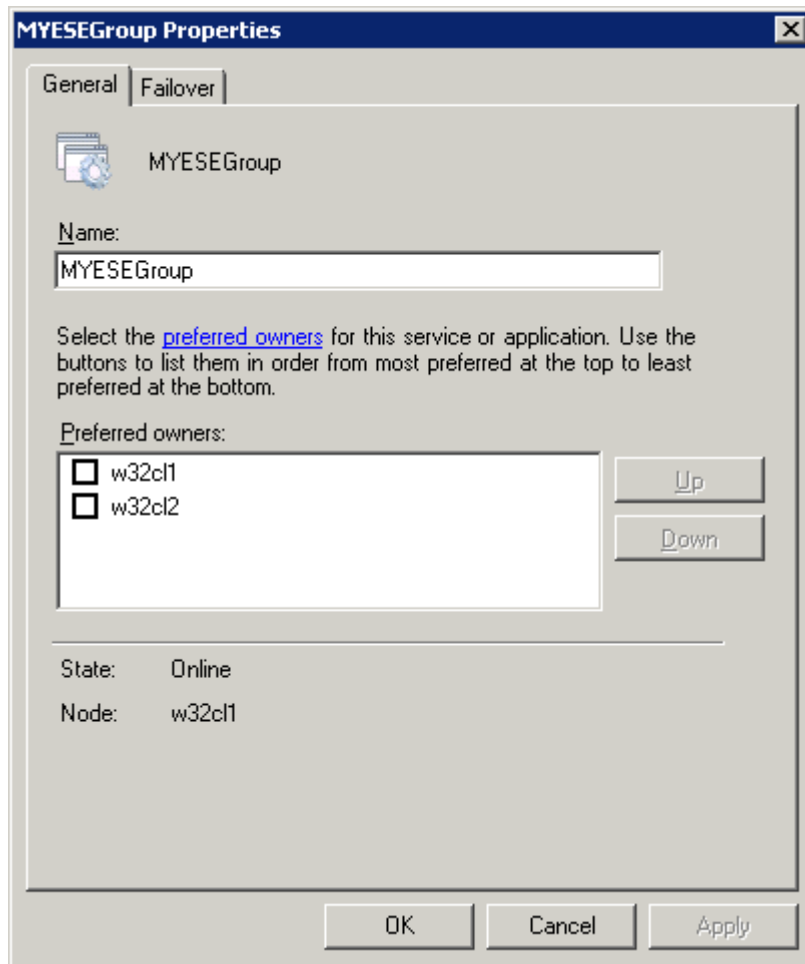 MYESEGroup Properties
General
Failover
MYESEGroup
Name:
MYESEGroup
Select the preferred owners for this service or application. Use the
buttons to list them in order from most preferred at the top to least
preferred at the bottom.
Preferred owners:
w32cl1
w32cl2
Up
Down
State: Online
Node: w32cl1
OK
Cancel
Apply